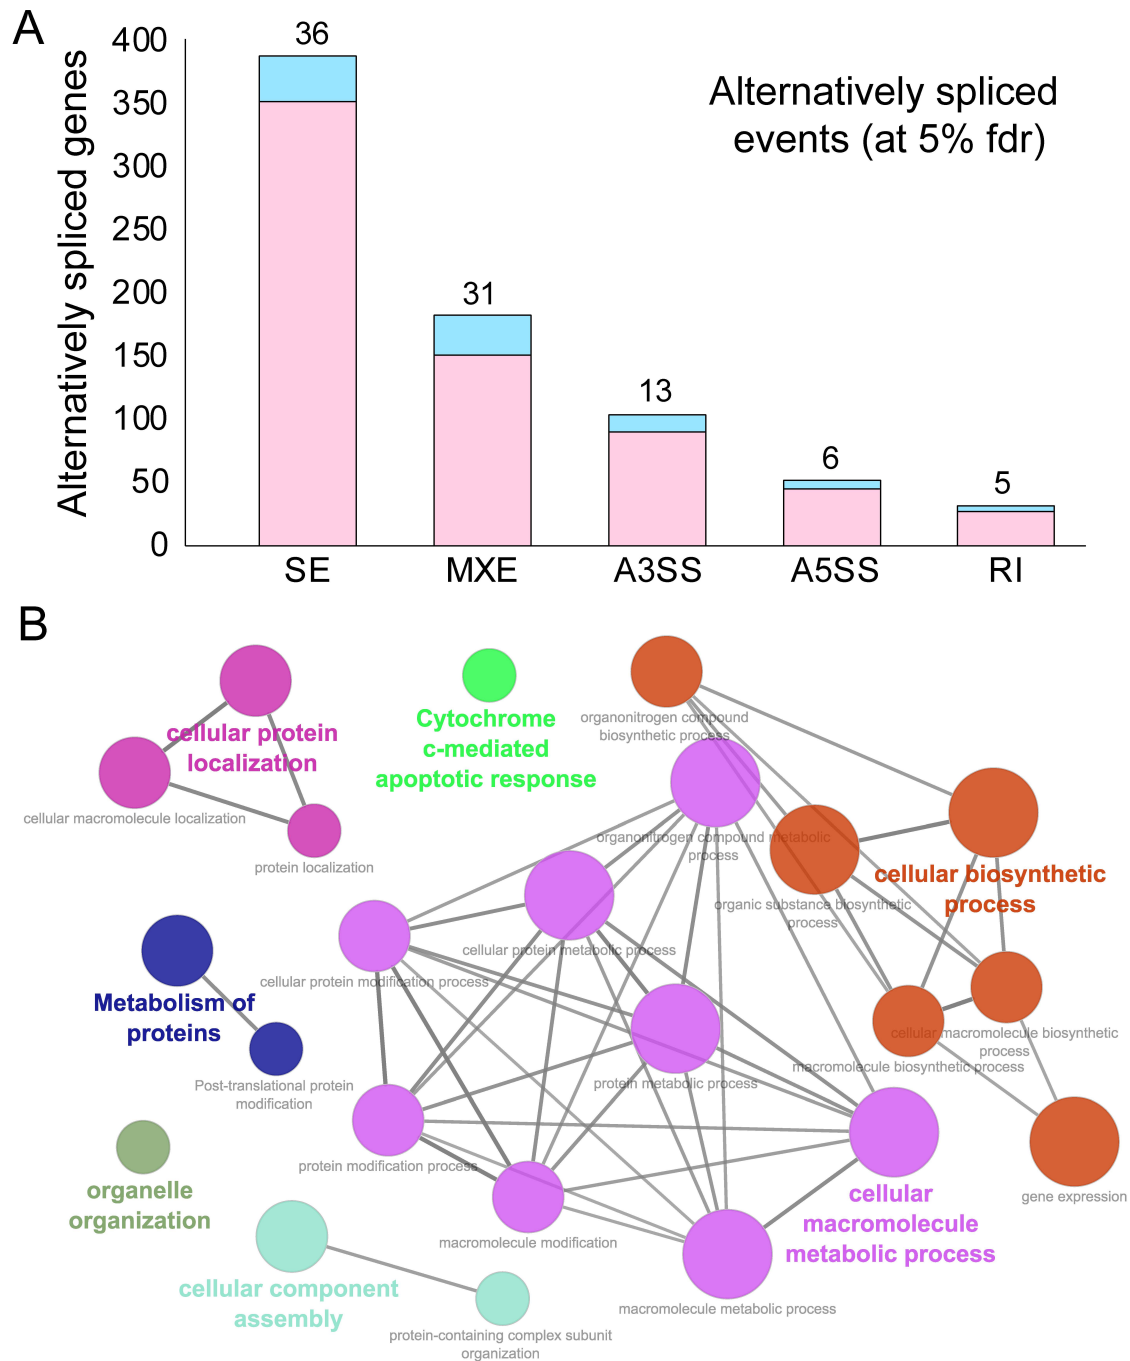 A
Alternatively spliced genes
400
350
300
250
200
150
100
50
0
36
31
13
6
5
Alternatively spliced
events (at 5% fdr)
SE
MXE
A3SS
A5SS
RI
B
cellular protein
localization
cellular macromolecule localization
protein localization
Cytochrome
c-mediated
apoptotic response
organonitrogen compound
biosynthetic process
organonitrogen compound metabolic
process
organic substance biosynthetic
process
cellular biosynthetic
process
cellular protein metabolic process
cellular protein modification process
Metabolism of
proteins
Post-translational protein
modification
cellular macromolecule biosynthetic
process
macromolecule biosynthetic process
protein metabolic process
protein modification process
organelle
organization
gene expression
cellular
macromolecule
metabolic process
macromolecule modification
macromolecule metabolic process
cellular component
assembly
protein-containing complex subunit
organization